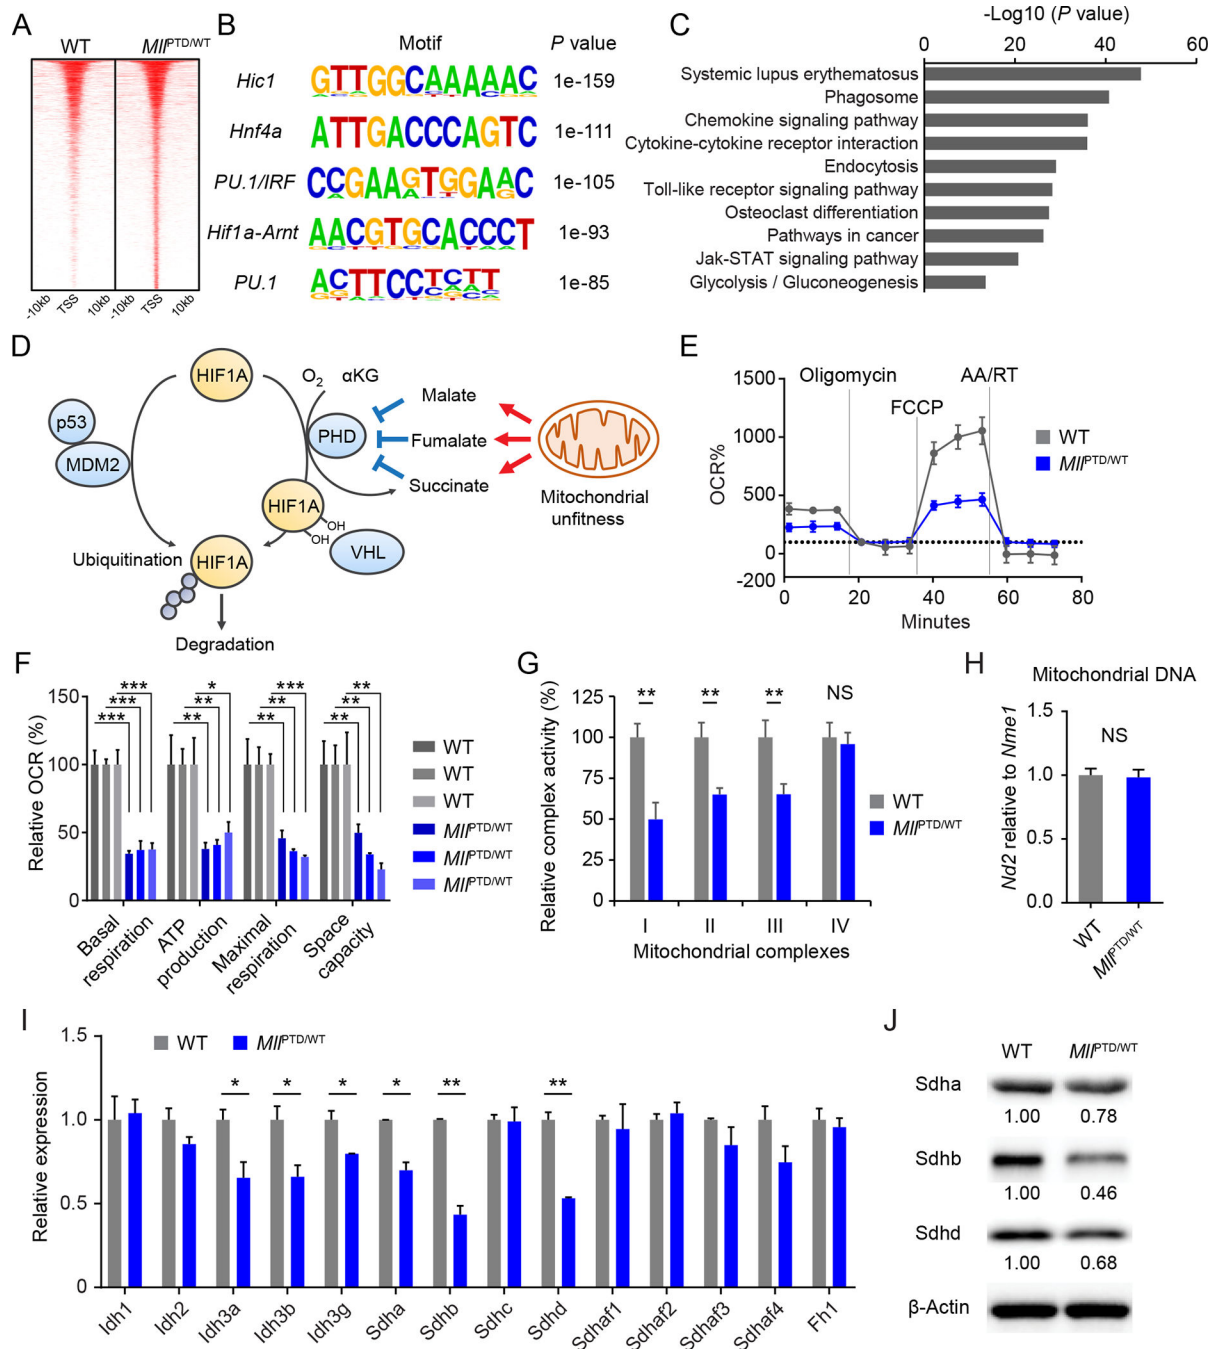 A
WT
Mll^PTD/WT
-10kb
TSS
10kb
-10kb
TSS
10kb
B
Motif
P value
Hic1
GTTGGCAAAAAC
1e-159
Hnf4a
ATTGACCCAGTC
1e-111
PU.1/IRF
CCGAAGTGGAAC
1e-105
Hif1a-Arnt
AACGTGCACCCT
1e-93
PU.1
ACTTCCTCTT
1e-85
C
-Log10 (P value)
0
20
40
60
Systemic lupus erythematosus
Phagosome
Chemokine signaling pathway
Cytokine-cytokine receptor interaction
Endocytosis
Toll-like receptor signaling pathway
Osteoclast differentiation
Pathways in cancer
Jak-STAT signaling pathway
Glycolysis / Gluconeogenesis
D
HIF1A
O2
αKG
p53
MDM2
PHD
Malate
Fumalate
Succinate
Mitochondrial
unfitness
HIF1A
OH
OH
VHL
Ubiquitination
HIF1A
Degradation
E
OCR%
1500
1000
500
0
-200
Oligomycin
FCCP
AA/RT
WT
Mll^PTD/WT
0
20
40
60
80
Minutes
F
Relative OCR (%)
150
100
50
0
***
***
***
*
**
**
***
**
**
**
**
**
Basal
respiration
ATP
production
Maximal
respiration
Space
capacity
WT
WT
WT
Mll^PTD/WT
Mll^PTD/WT
Mll^PTD/WT
G
Relative complex activity (%)
125
100
75
50
25
0
**
**
**
NS
I
II
III
IV
Mitochondrial complexes
WT
Mll^PTD/WT
H
Mitochondrial DNA
Nd2 relative to Nme1
1.5
1.0
0.5
0
NS
WT
Mll^PTD/WT
I
Relative expression
1.5
1.0
0.5
0
WT
Mll^PTD/WT
*
*
*
*
**
**
Idh1
Idh2
Idh3a
Idh3b
Idh3g
Sdha
Sdhb
Sdhc
Sdhd
Sdhaf1
Sdhaf2
Sdhaf3
Sdhaf4
Fh1
J
WT
Mll^PTD/WT
Sdha
1.00
0.78
Sdhb
1.00
0.46
Sdhd
1.00
0.68
β-Actin